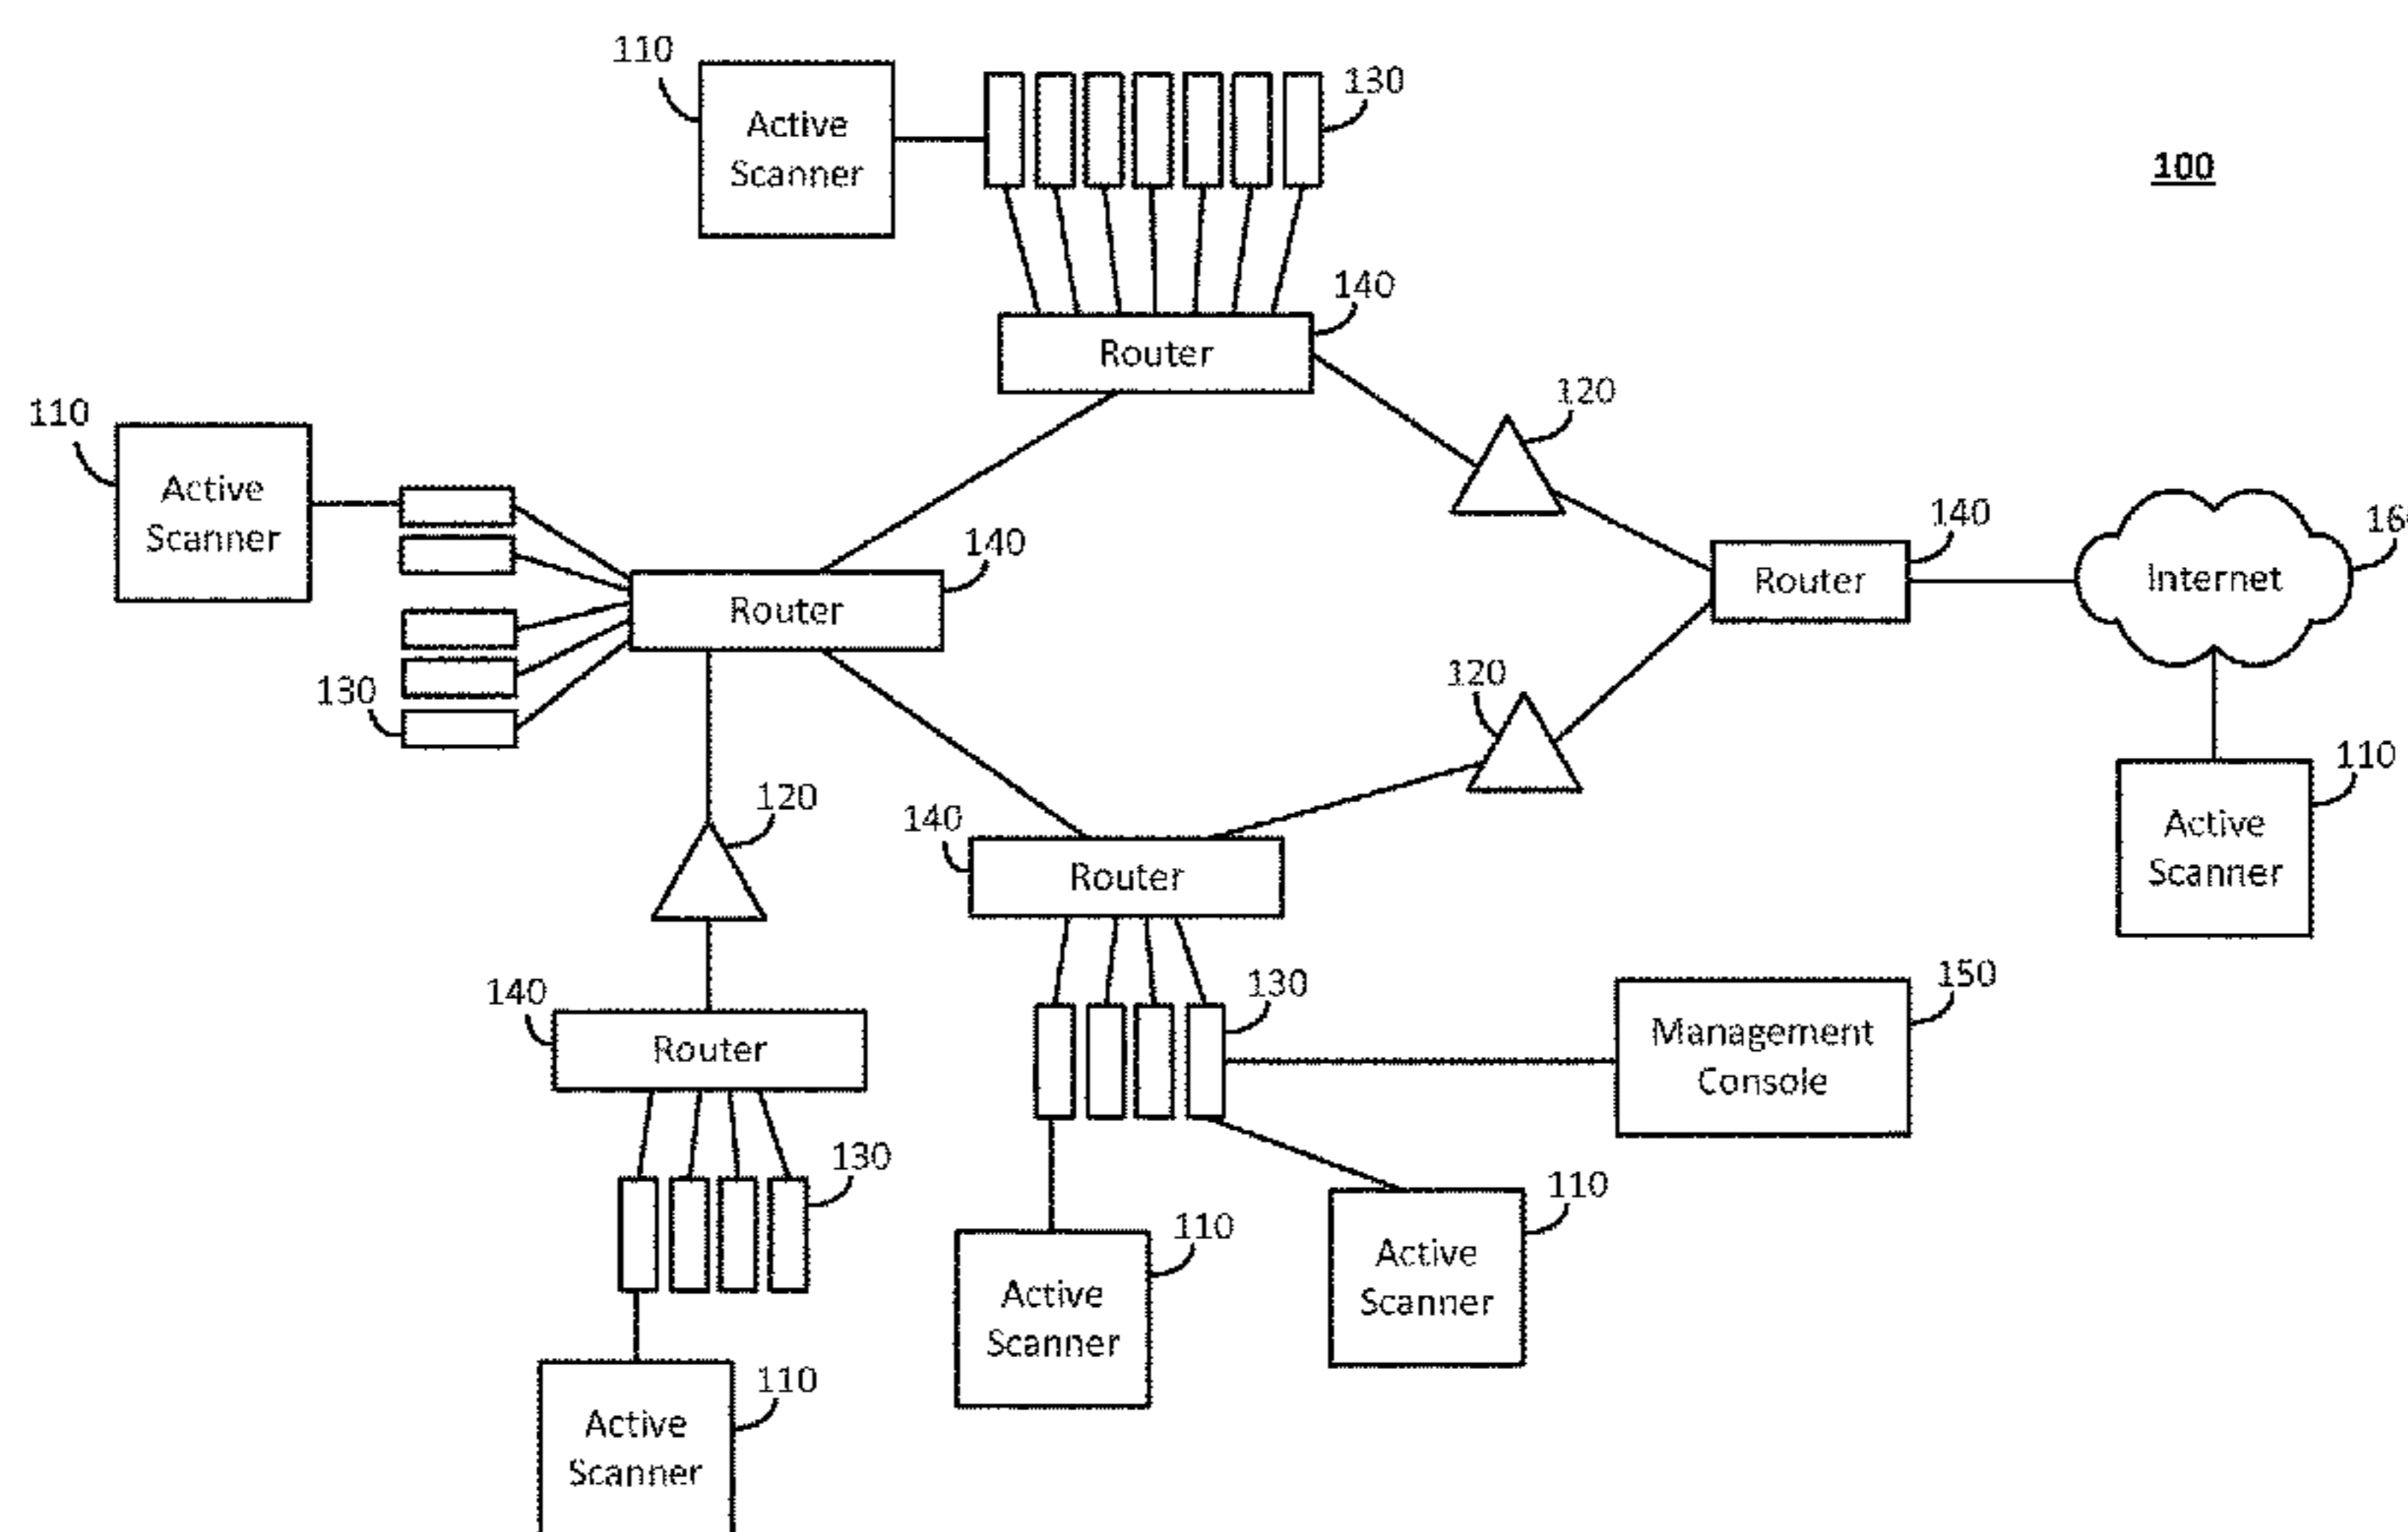 110
Active
Scanner
130
100
140
Router
120
110
Active
Scanner
140
Router
130
140
Router
Internet
120
110
Active
Scanner
120
140
Router
140
Router
130
150
Management
Console
130
110
Active
Scanner
110
Active
Scanner
110
Active
Scanner